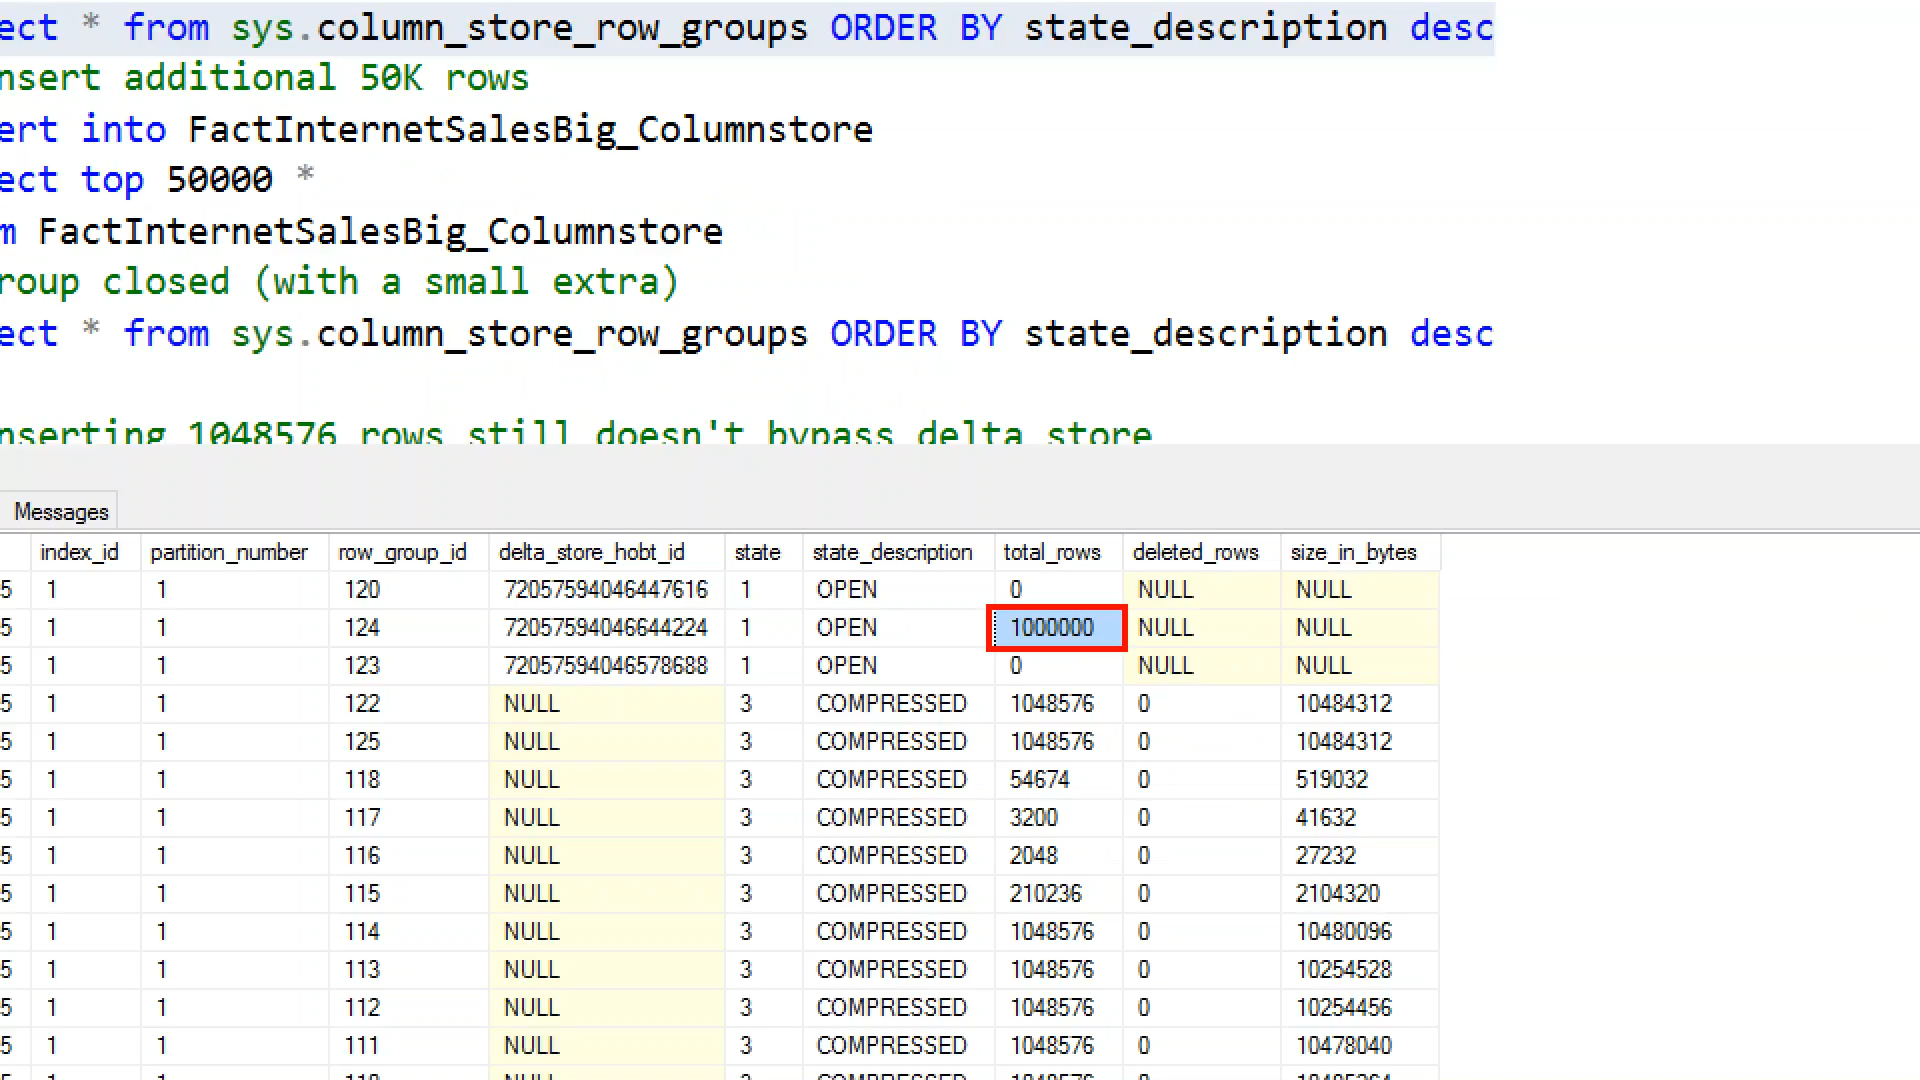 ect * from sys.column_store_row_groups ORDER BY state_description desc
nsert additional 50K rows
ert into FactInternetSalesBig_Columnstore
ect top 50000 *
m FactInternetSalesBig_Columnstore
roup closed (with a small extra)
ect * from sys.column_store_row_groups ORDER BY state_description desc
nserting 1048576 rows still doesn't bypass delta store
Messages
index_id partition_number row_group_id delta_store_hobt_id state state_description total_rows deleted_rows size_in_bytes
5 1 1 120 72057594046447616 1 OPEN 0 NULL NULL
5 1 1 124 72057594046644224 1 OPEN 1000000 NULL NULL
5 1 1 123 72057594046578688 1 OPEN 0 NULL NULL
5 1 1 122 NULL 3 COMPRESSED 1048576 0 10484312
5 1 1 125 NULL 3 COMPRESSED 1048576 0 10484312
5 1 1 118 NULL 3 COMPRESSED 54674 0 519032
5 1 1 117 NULL 3 COMPRESSED 3200 0 41632
5 1 1 116 NULL 3 COMPRESSED 2048 0 27232
5 1 1 115 NULL 3 COMPRESSED 210236 0 2104320
5 1 1 114 NULL 3 COMPRESSED 1048576 0 10480096
5 1 1 113 NULL 3 COMPRESSED 1048576 0 10254528
5 1 1 112 NULL 3 COMPRESSED 1048576 0 10254456
5 1 1 111 NULL 3 COMPRESSED 1048576 0 10478040